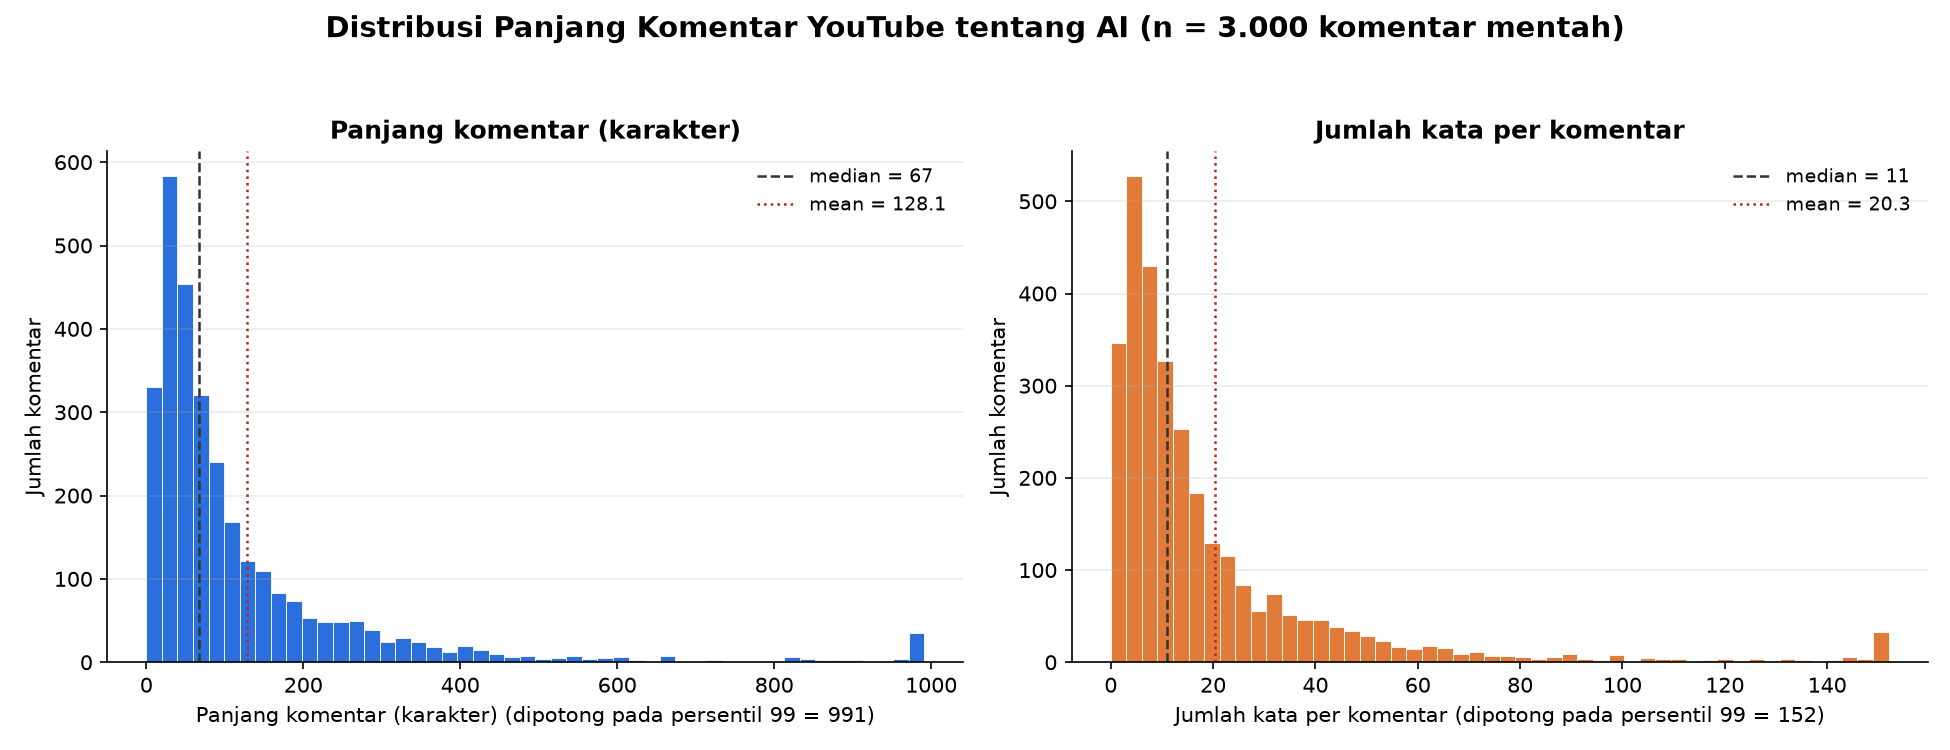 Distribusi Panjang Komentar YouTube tentang AI (n = 3.000 komentar mentah)
Panjang komentar (karakter)
median = 67
mean = 128.1
Jumlah komentar
600
500
400
300
200
100
0
0 200 400 600 800 1000
Panjang komentar (karakter) (dipotong pada persentil 99 = 991)
Jumlah kata per komentar
median = 11
mean = 20.3
Jumlah komentar
500
400
300
200
100
0
0 20 40 60 80 100 120 140
Jumlah kata per komentar (dipotong pada persentil 99 = 152)